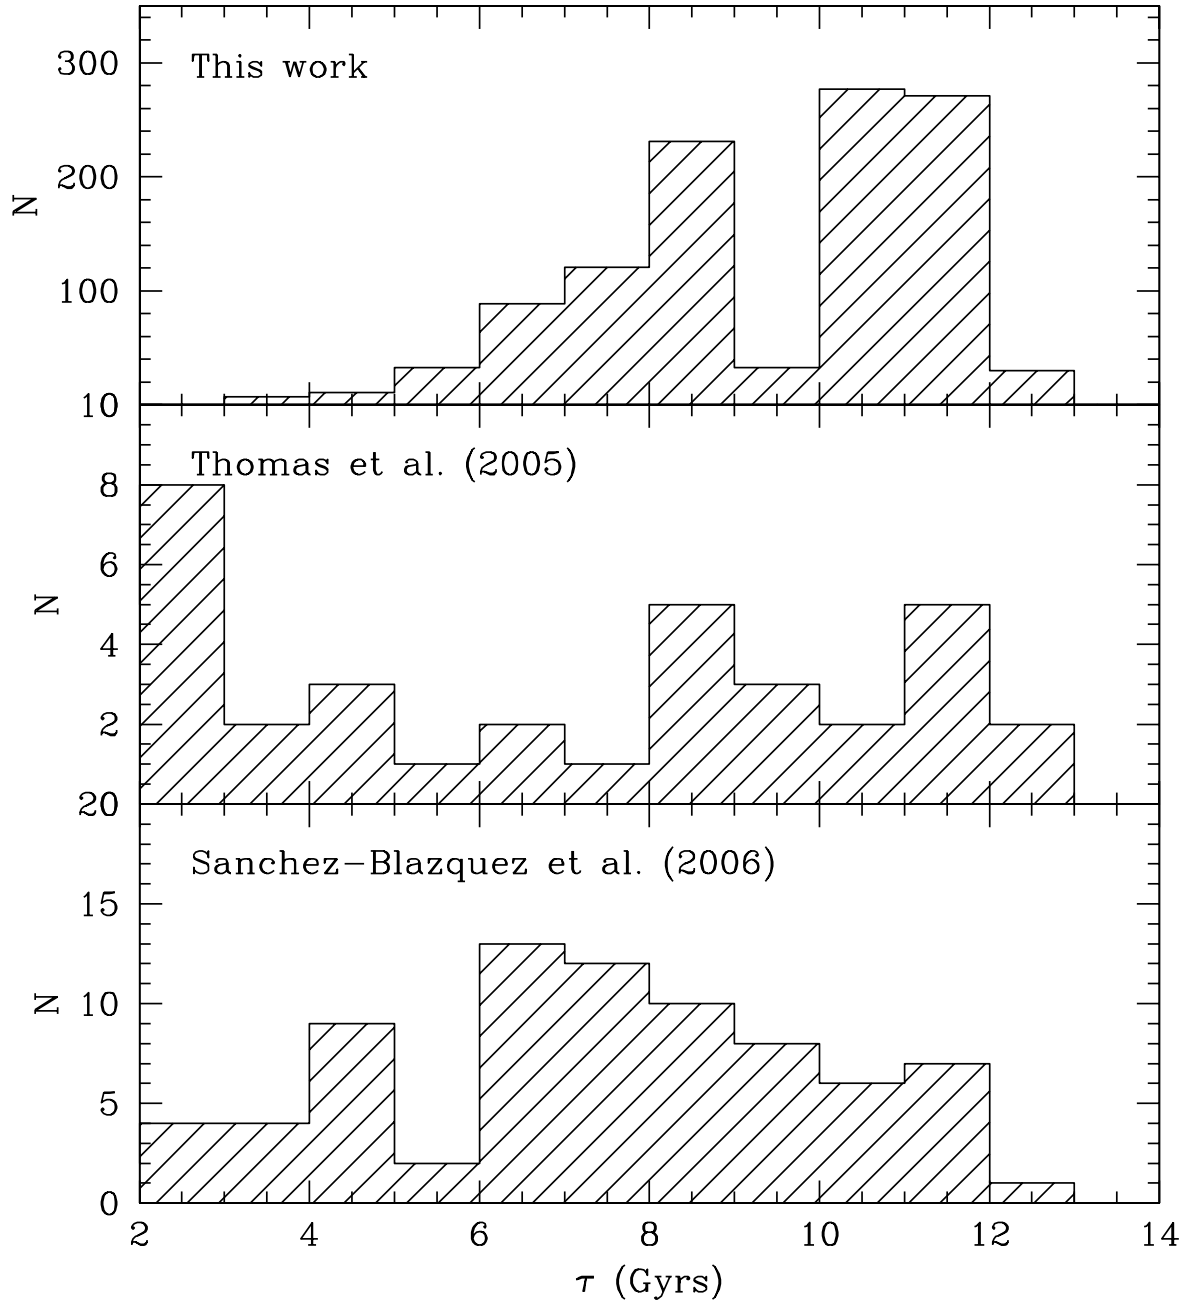 This work
300
200
100
N
10
Thomas et al. (2005)
8
6
4
2
N
20
Sanchez-Blazquez et al. (2006)
15
10
5
0
N
2 4 6 8 10 12 14
τ (Gyrs)